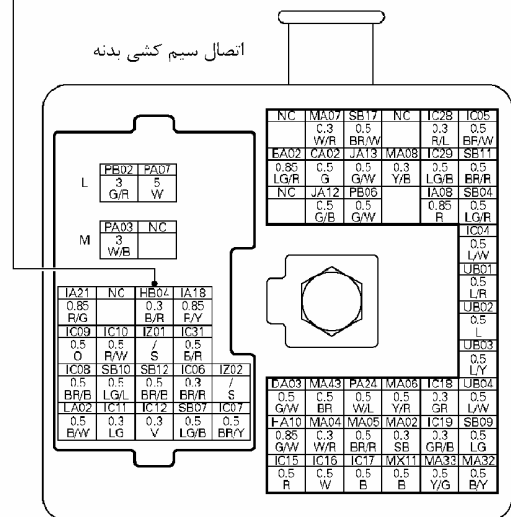 اتصال سیم کشی بدنه
NC MA07 SB17 NC IC28 IC05
0.3 0.5 0.3 0.5
W/R BR/W R/L BR/W
EA02 CA02 JA13 MA08 IC29 SB11
0.85 0.5 0.5 0.3 0.5 0.5
LG/R G G/W Y/B LG/B BR/R
NC JA12 PB06 IA08 SB04
0.5 0.5 0.85 0.5
G/B G/W R LG/R
IC04
0.5
L/W
UB01
0.5
L/R
UB02
0.5
L
UB03
0.5
L/Y
L PB02 PA07
3 5
G/R W
M PA03 NC
3
W/B
IA21 NC HB04 IA18
0.85 0.3 0.85
R/G B/R R/Y
IC09 IC10 IZ01 IC31
0.5 0.5 / 0.5
O R/W S B/R
IC08 SB10 SB12 IC06 IZ02
0.5 0.5 0.5 0.3 /
BR/B LG/L BR/B BR/R S
LA02 IC11 IC12 SB07 IC07
0.5 0.3 0.3 0.5 0.5
B/W LG V LG/B BR/Y
DA03 MA43 PA24 MA06 IC18 UB04
0.5 0.5 0.5 0.5 0.3 0.5
G/W BR W/L Y/R GR L/W
HA10 MA04 MA05 MA02 IC19 SB09
0.85 0.3 0.5 0.3 0.3 0.5
G/W W/R BR/R SB GR/B LG
IC15 IC16 IC17 MX11 MA33 MA32
0.5 0.5 0.5 0.5 0.5 0.5
R W B B Y/G B/Y